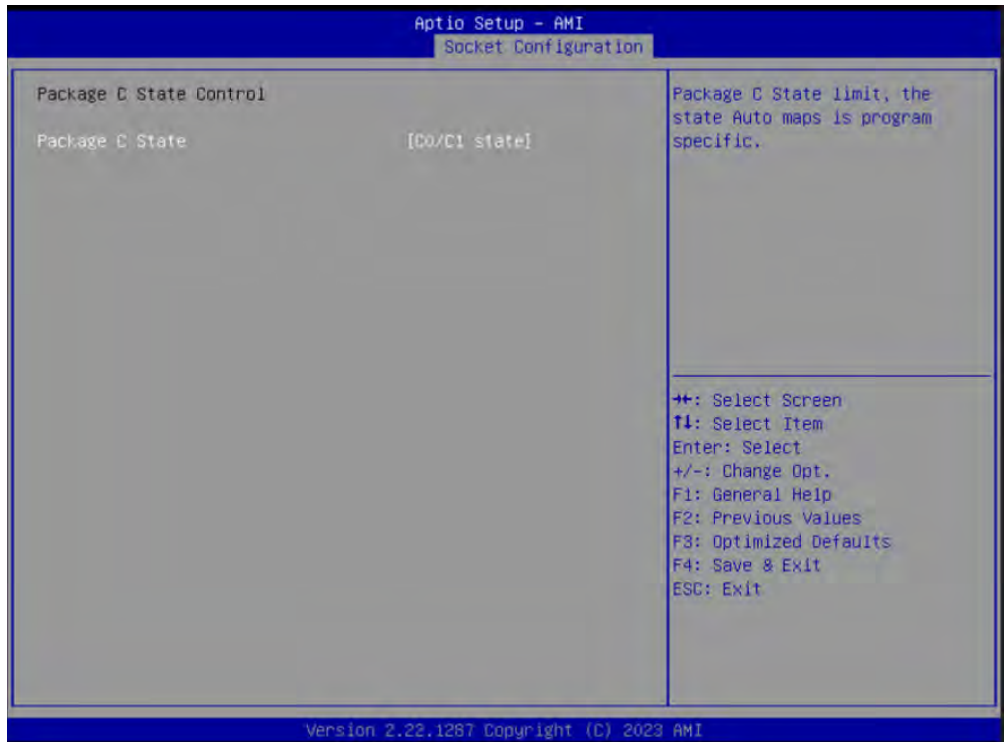 Aptio Setup - AMI
Socket Configuration
Package C State Control
Package C State [C0/C1 state]
Package C State limit, the
state Auto maps is program
specific.
→←: Select Screen
↑↓: Select Item
Enter: Select
+/-: Change Opt.
F1: General Help
F2: Previous Values
F3: Optimized Defaults
F4: Save & Exit
ESC: Exit
Version 2.22.1287 Copyright (C) 2023 AMI